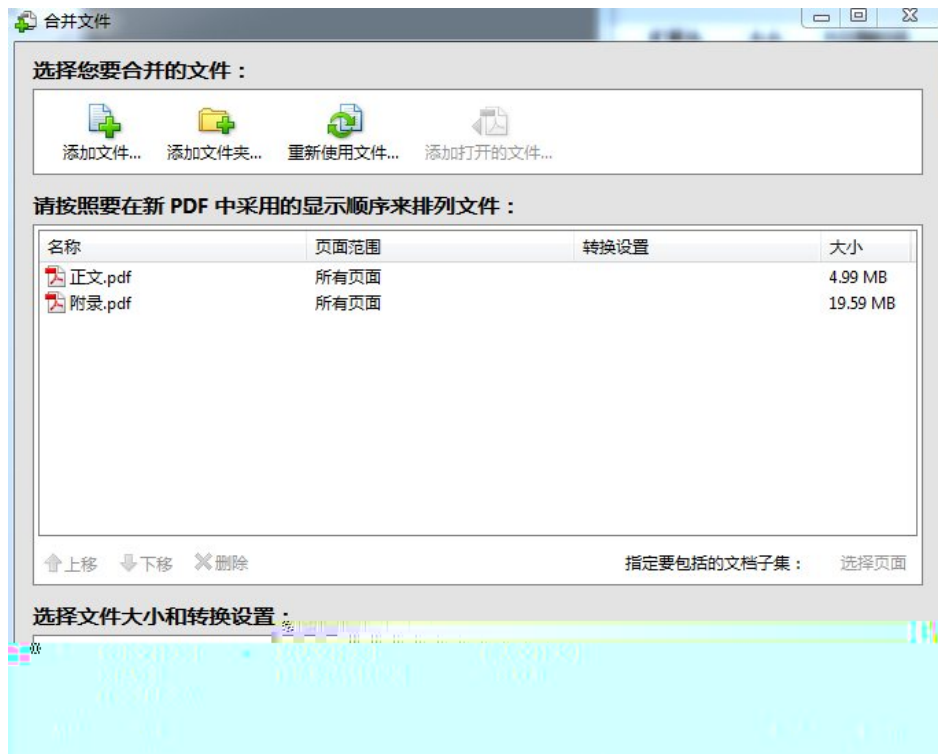 合并文件
选择您要合并的文件：
添加文件... 添加文件夹... 重新使用文件... 添加打开的文件...
请按照要在新 PDF 中采用的显示顺序来排列文件：
名称 页面范围 转换设置 大小
正文.pdf 所有页面 4.99 MB
附录.pdf 所有页面 19.59 MB
上移 下移 删除 指定要包括的文档子集： 选择页面
选择文件大小和转换设置：